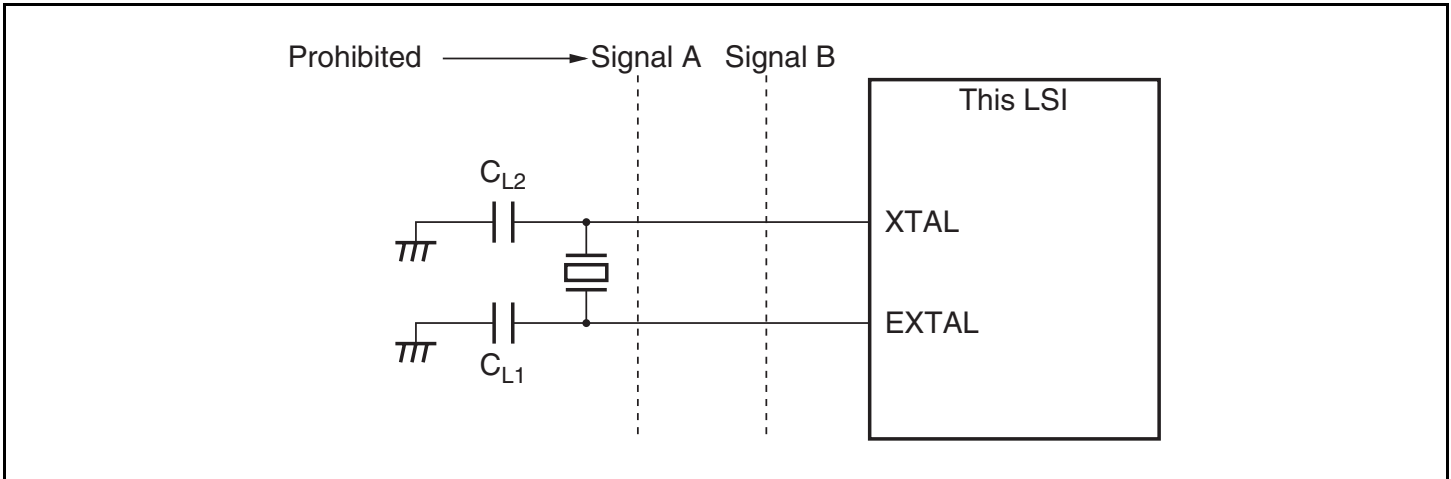 Prohibited
Signal A
Signal B
This LSI
CL2
XTAL
EXTAL
CL1